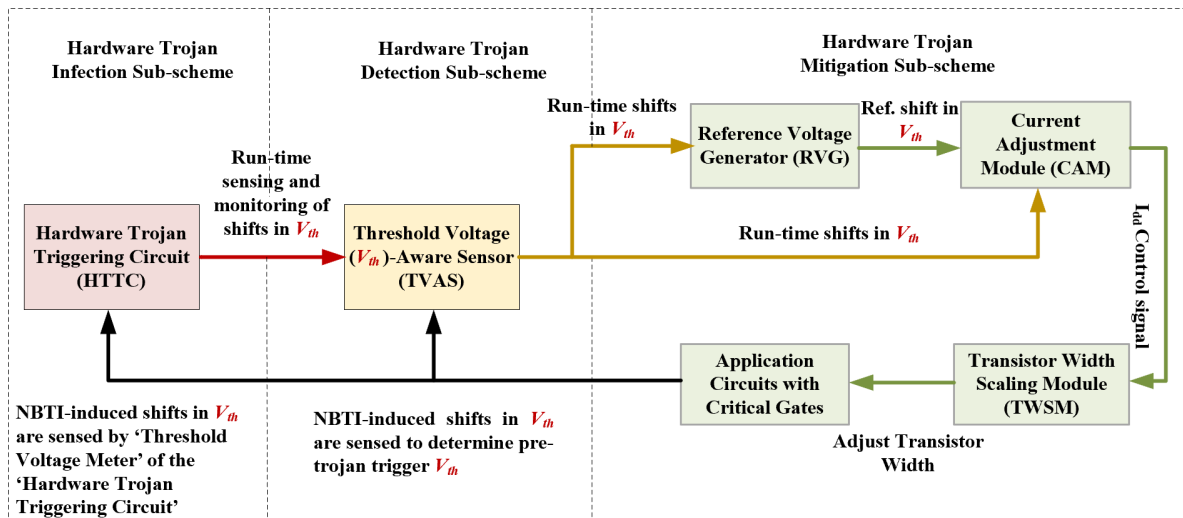 Hardware Trojan
Infection Sub-scheme
Hardware Trojan
Detection Sub-scheme
Hardware Trojan
Mitigation Sub-scheme
Run-time
sensing and
monitoring of
shifts in Vth
Hardware Trojan
Triggering Circuit
(HTTC)
Threshold Voltage
(Vth)-Aware Sensor
(TVAS)
Run-time shifts
in Vth
Reference Voltage
Generator (RVG)
Ref. shift in
Vth
Current
Adjustment
Module (CAM)
Run-time shifts in Vth
Idd Control signal
Application
Circuits with
Critical Gates
Transistor Width
Scaling Module
(TWSM)
Adjust Transistor
Width
NBTI-induced shifts in Vth
are sensed by ‘Threshold
Voltage Meter’ of the
‘Hardware Trojan
Triggering Circuit’
NBTI-induced shifts in Vth
are sensed to determine pre-
trojan trigger Vth